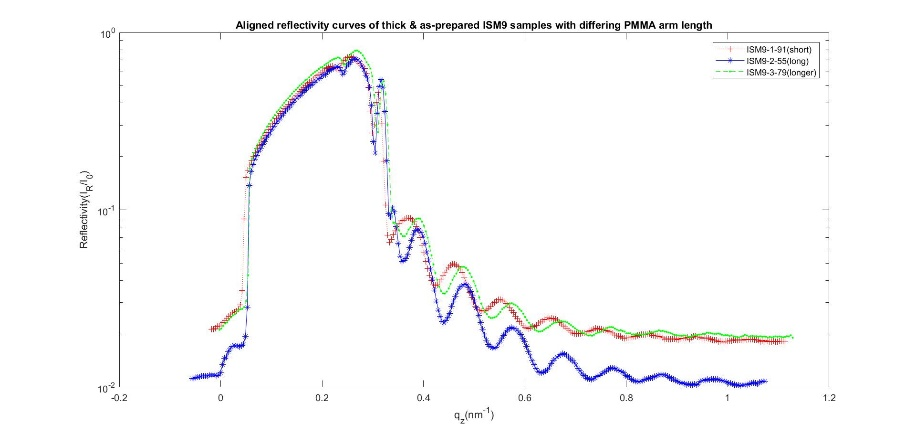 Aligned reflectivity curves of thick & as-prepared ISM9 samples with differing PMMA arm length
ISM9-1-91(short)
ISM9-2-55(long)
ISM9-3-79(longer)
Reflectivity(I_R/I_0)
10^0
10^-1
10^-2
-0.2 0 0.2 0.4 0.6 0.8 1 1.2
q_z(nm^-1)